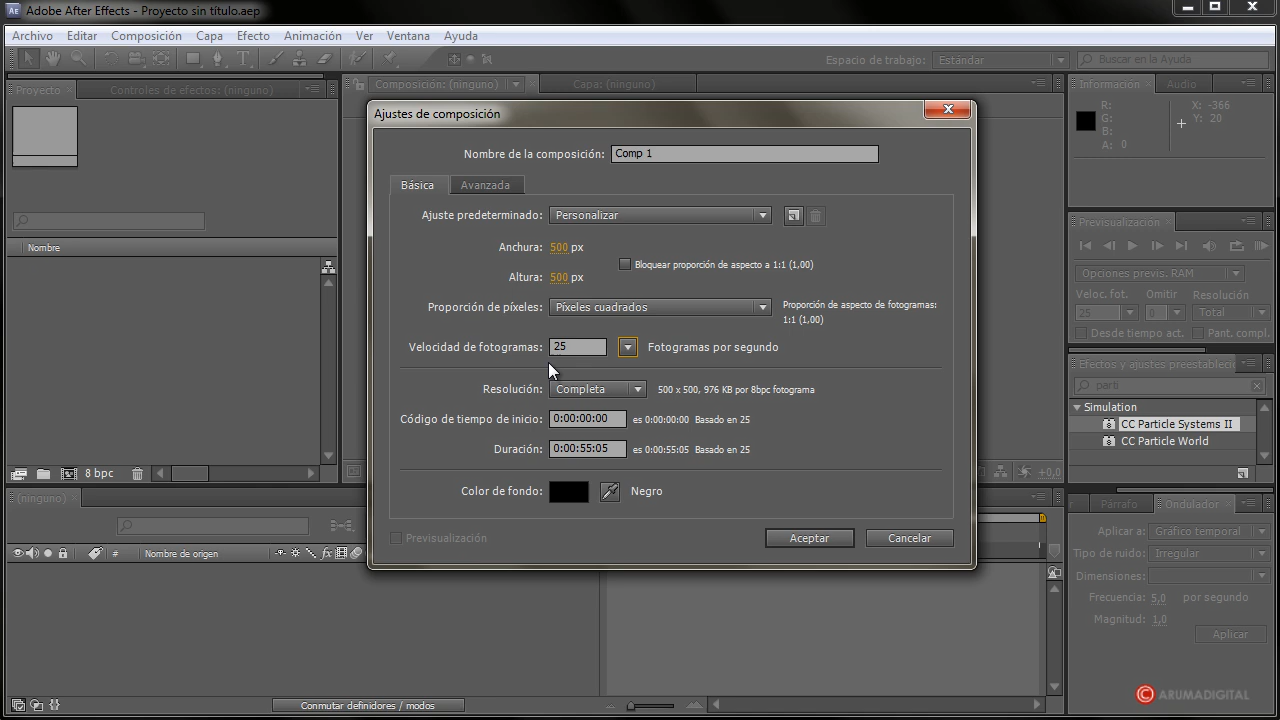 Adobe After Effects - Proyecto sin título.aep
Archivo Editar Composición Capa Efecto Animación Ver Ventana Ayuda
Espacio de trabajo: Estándar Buscar en la Ayuda
Proyecto Controles de efectos: (ninguno) Composición: (ninguno) Capa: (ninguno) Información Audio
R: X: -366
G: Y: 20
B:
A: 0
Ajustes de composición
Nombre de la composición: Comp 1
Básica Avanzada
Ajuste predeterminado: Personalizar
Anchura: 500 px
Bloquear proporción de aspecto a 1:1 (1,00)
Altura: 500 px
Proporción de píxeles: Píxeles cuadrados Proporción de aspecto de fotogramas:
1:1 (1,00)
Velocidad de fotogramas: 25 Fotogramas por segundo
Resolución: Completa 500 x 500, 976 KB por 8bpc fotograma
Código de tiempo de inicio: 0:00:00:00 es 0:00:00:00 Basado en 25
Duración: 0:00:55:05 es 0:00:55:05 Basado en 25
Color de fondo: Negro
Previsualización Aceptar Cancelar
Nombre
8 bpc
(ninguno)
# Nombre de origen
Conmutar definidores / modos
Previsualización
Opciones previs. RAM
Veloc. fot. Omitir Resolución
25 0 Total
Desde tiempo act. Pant. compl.
Efectos y ajustes preestableci
parti
Simulation
CC Particle Systems II
CC Particle World
+0,0
Párrafo Ondulador
Aplicar a: Gráfico temporal
Tipo de ruido: Irregular
Dimensiones:
Frecuencia: 5,0 por segundo
Magnitud: 1,0
Aplicar
© ARUMADIGITAL